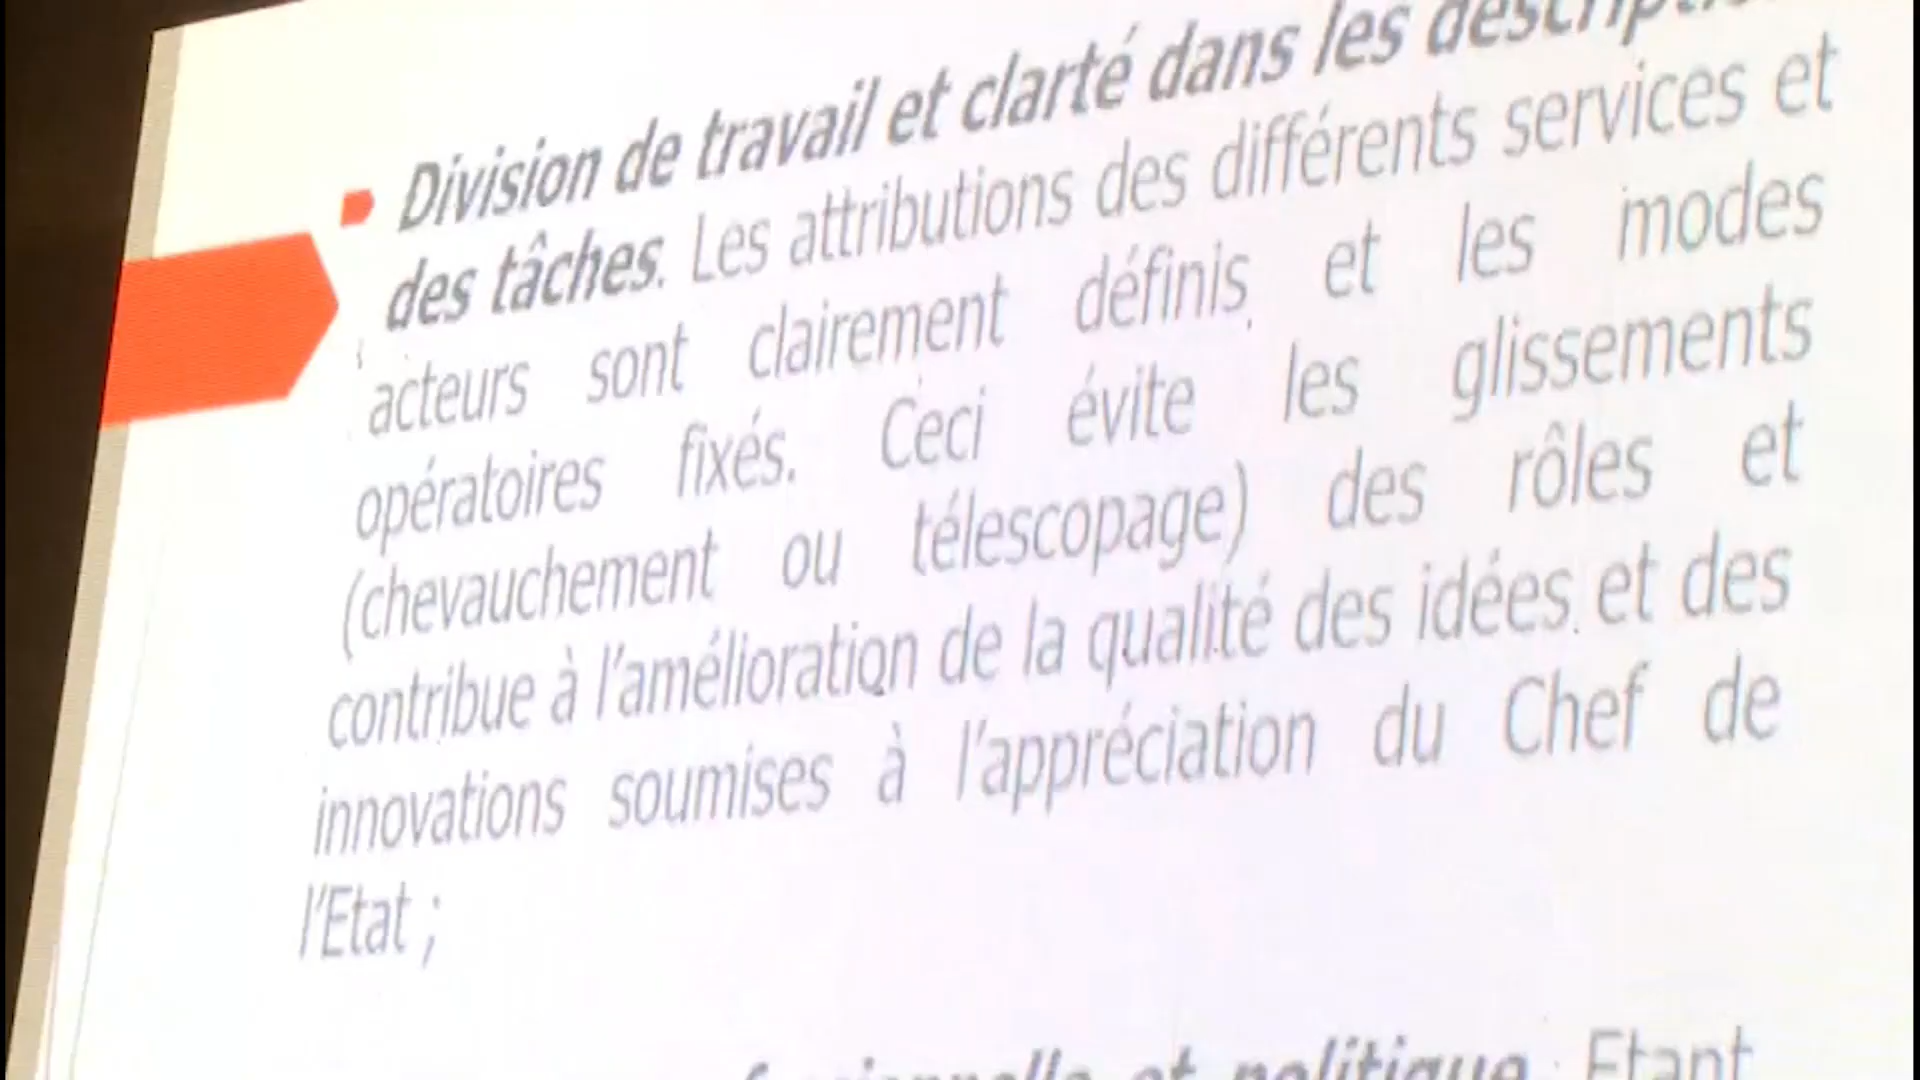 Division de travail et clarté dans les
des tâches. Les attributions des différents services et
acteurs sont clairement définis et les modes
opératoires fixés. Ceci évite les glissements
(chevauchement ou télescopage) des rôles et
contribue à l'amélioration de la qualité des idées et des
innovations soumises à l'appréciation du Chef de
l'Etat ;
et politique : Etant